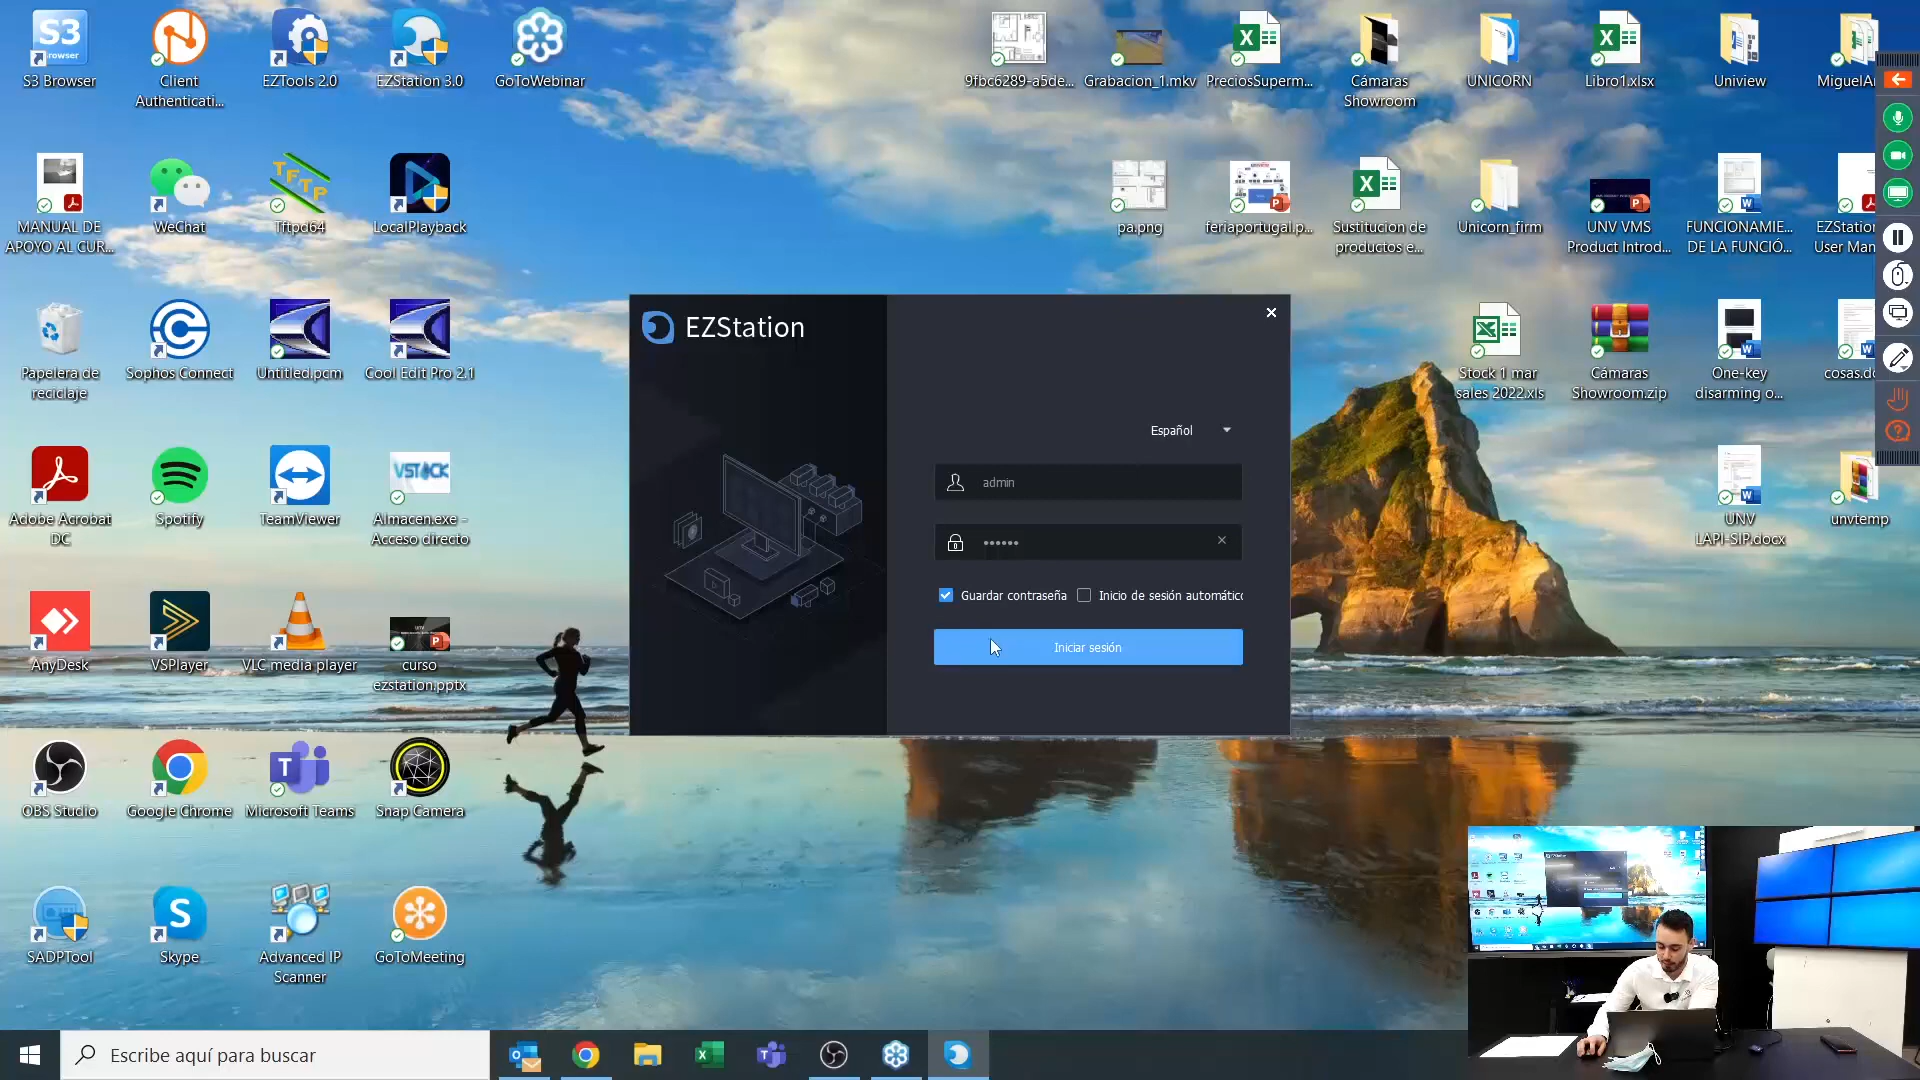 S3
Browser
S3 Browser
Client
Authenticati...
EZTools 2.0
EZStation 3.0
GoToWebinar
9fbc6289-a5de...
Grabacion_1.mkv
PreciosSuperm...
Cámaras
Showroom
UNICORN
Libro1.xlsx
Uniview
MANUAL DE
APOYO AL CUR...
WeChat
TFTP
Tftpd64
LocalPlayback
pa.png
feriaportugal.p...
Sustitucion de
productos e...
Unicorn_firm
UNV VMS
Product Introd...
FUNCIONAMIE...
DE LA FUNCIÓ...
EZStation
User Man
Papelera de
reciclaje
Sophos Connect
Untitled.pcm
Cool Edit Pro 2.1
Stock 1 mar
sales 2022.xls
Cámaras
Showroom.zip
One-key
disarming o...
EZStation
Español
admin
••••••
Guardar contraseña
Inicio de sesión automático
Iniciar sesión
Adobe Acrobat
DC
Spotify
TeamViewer
VSTACK
Almacen.exe -
Acceso directo
UNV
LAPI-SIP.docx
unvtemp
AnyDesk
VSPlayer
VLC media player
curso
ezstation.pptx
OBS Studio
Google Chrome
Microsoft Teams
Snap Camera
SADPTool
Skype
Advanced IP
Scanner
GoToMeeting
Escribe aquí para buscar